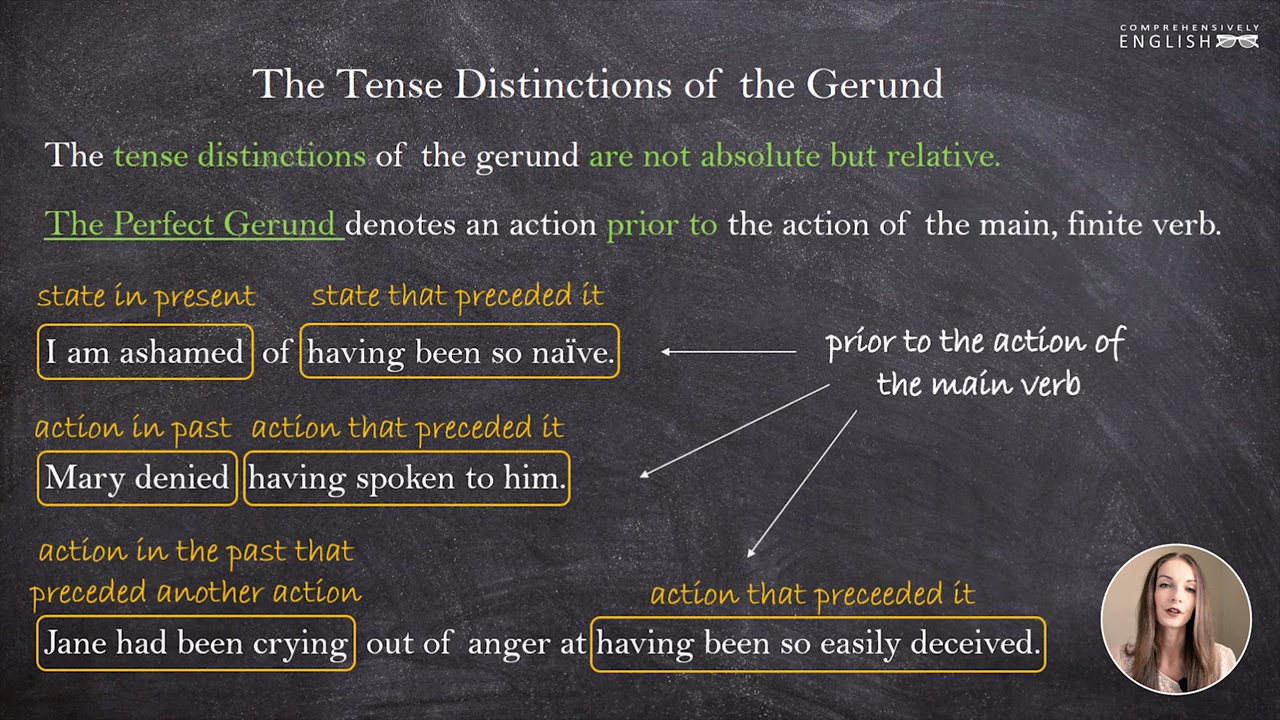 COMPREHENSIVELY
ENGLISH
The Tense Distinctions of the Gerund
The tense distinctions of the gerund are not absolute but relative.
The Perfect Gerund denotes an action prior to the action of the main, finite verb.
state in present state that preceded it
I am ashamed of having been so naïve.
prior to the action of
the main verb
action in past action that preceded it
Mary denied having spoken to him.
action in the past that
preceded another action
action that preceeded it
Jane had been crying out of anger at having been so easily deceived.